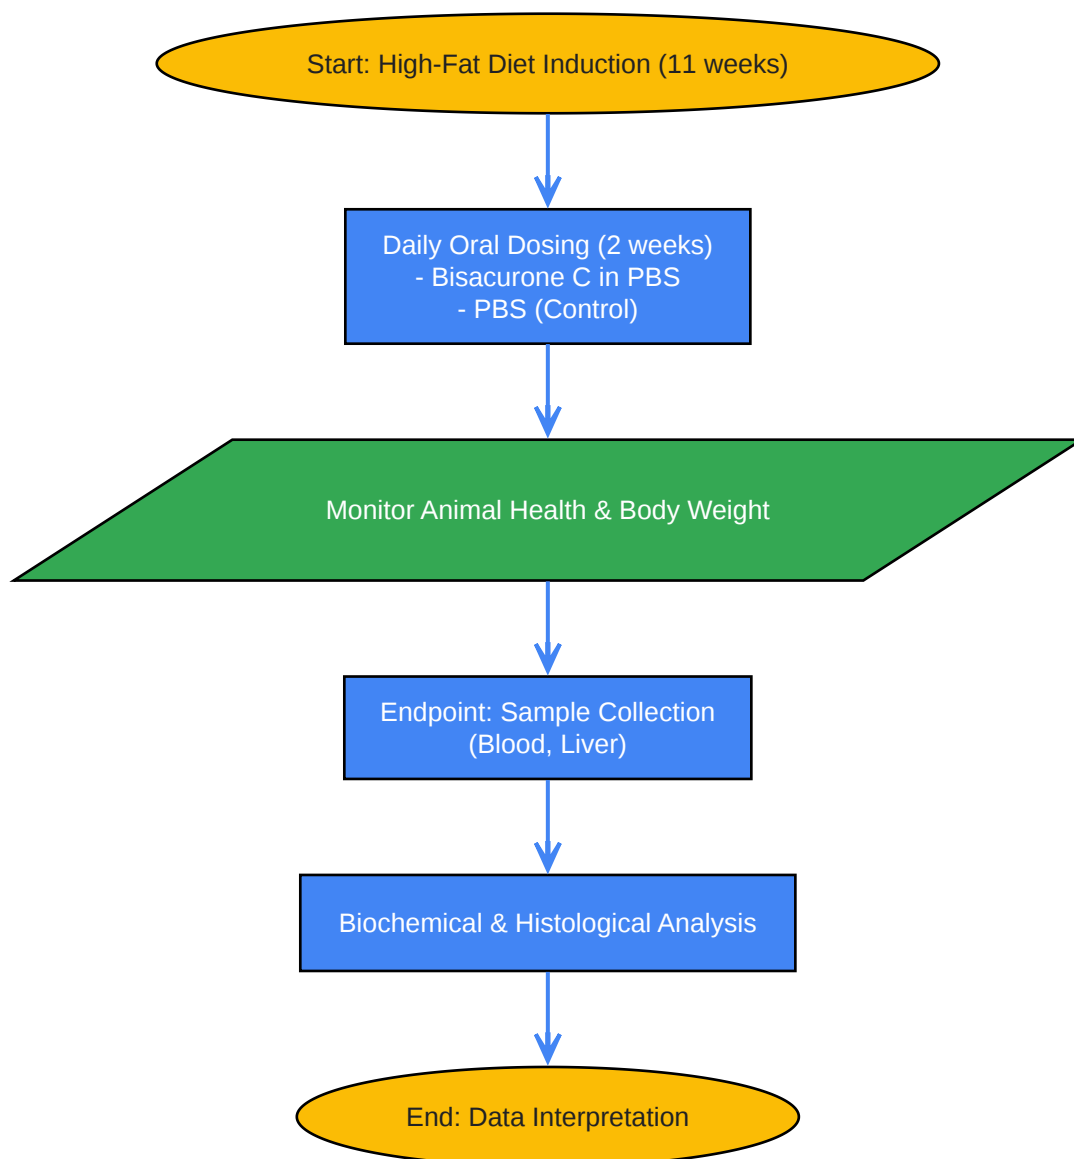 Start: High-Fat Diet Induction (11 weeks)
Daily Oral Dosing (2 weeks)
- Bisacurone C in PBS
- PBS (Control)
Monitor Animal Health & Body Weight
Endpoint: Sample Collection
(Blood, Liver)
Biochemical & Histological Analysis
End: Data Interpretation